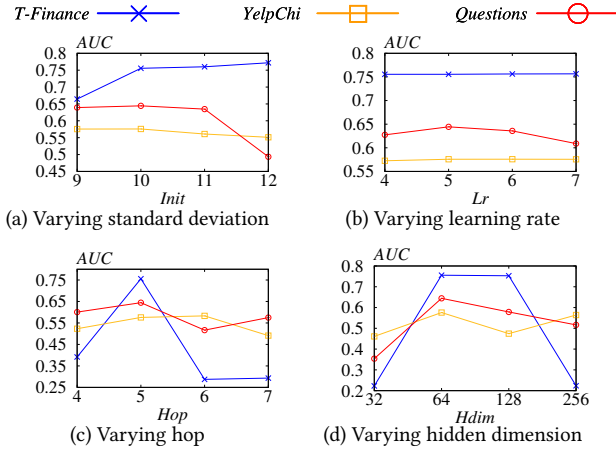 T-Finance YelpChi Questions
AUC
0.8
0.75
0.7
0.65
0.6
0.55
0.5
0.45
9 10 11 12
Init
(a) Varying standard deviation
AUC
0.8
0.75
0.7
0.65
0.6
0.55
4 5 6 7
Lr
(b) Varying learning rate
AUC
0.75
0.65
0.55
0.45
0.35
0.25
4 5 6 7
Hop
(c) Varying hop
AUC
0.8
0.7
0.6
0.5
0.4
0.3
0.2
32 64 128 256
Hdim
(d) Varying hidden dimension